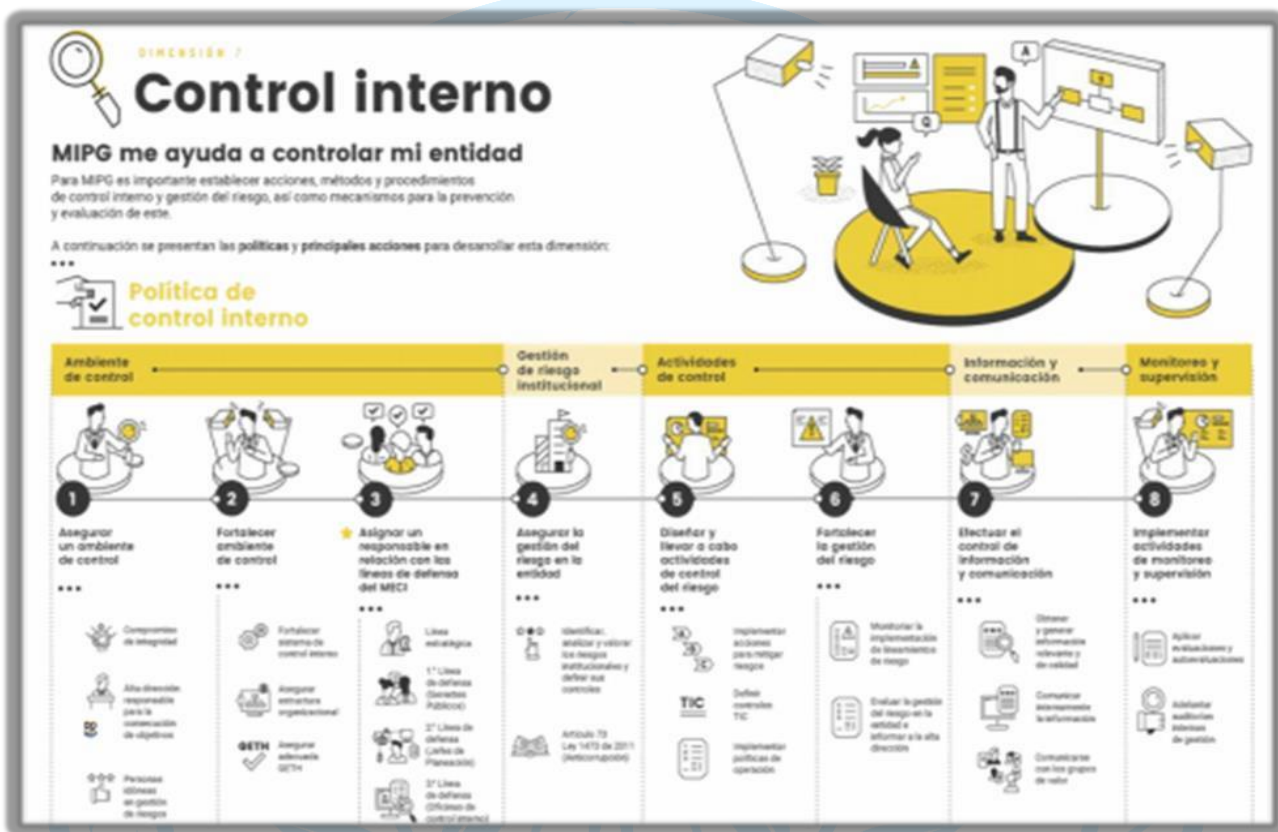 DIMENSIÓN 7
Control interno
MIPG me ayuda a controlar mi entidad
Para MIPG es importante establecer acciones, métodos y procedimientos
de control interno y gestión del riesgo, así como mecanismos para la prevención
y evaluación de este.
A continuación se presentan las políticas y principales acciones para desarrollar esta dimensión:
Q
A
Política de
control interno
Ambiente
de control
Gestión
de riesgo
institucional
Actividades
de control
Información y
comunicación
Monitoreo y
supervisión
1
Asegurar
un ambiente
de control
Compromiso
de integridad
Alta dirección
responsable
para la
consecución
de objetivos
Personas
idóneas
en gestión
de riesgos
2
Fortalecer
ambiente
de control
Fortalecer
sistema de
control interno
Asegurar
estructura
organizacional
GETH
Asegurar
adecuada
GETH
3
Asignar un
responsable en
relación con las
líneas de defensa
del MECI
Línea
estratégica
1° Línea
de defensa
(Servidores
Públicos)
2° Línea de
defensa
(Jefes de
Planeación)
3° Línea
de defensa
(Oficinas de
control interno)
4
Asegurar la
gestión del
riesgo en la
entidad
Identificar,
analizar y valorar
los riesgos
institucionales y
definir sus
controles
Artículo 73
Ley 1473 de 2011
(Anticorrupción)
5
Diseñar y
llevar a cabo
actividades
de control
del riesgo
A
B
C
Implementar
acciones
para mitigar
riesgos
TIC
Definir
controles
TIC
Implementar
políticas de
operación
6
Fortalecer
la gestión
del riesgo
Monitorear la
implementación
de lineamientos
de riesgo
Evaluar la gestión
del riesgo en la
entidad e
informar a la alta
dirección
7
Efectuar el
control de
información
y comunicación
Obtener
y generar
información
relevante y
de calidad
Comunicar
internamente
la información
Comunicarse
con los grupos
de valor
8
Implementar
actividades
de monitoreo
y supervisión
Aplicar
evaluaciones y
autoevaluaciones
Adelantar
auditorías
internas
de gestión